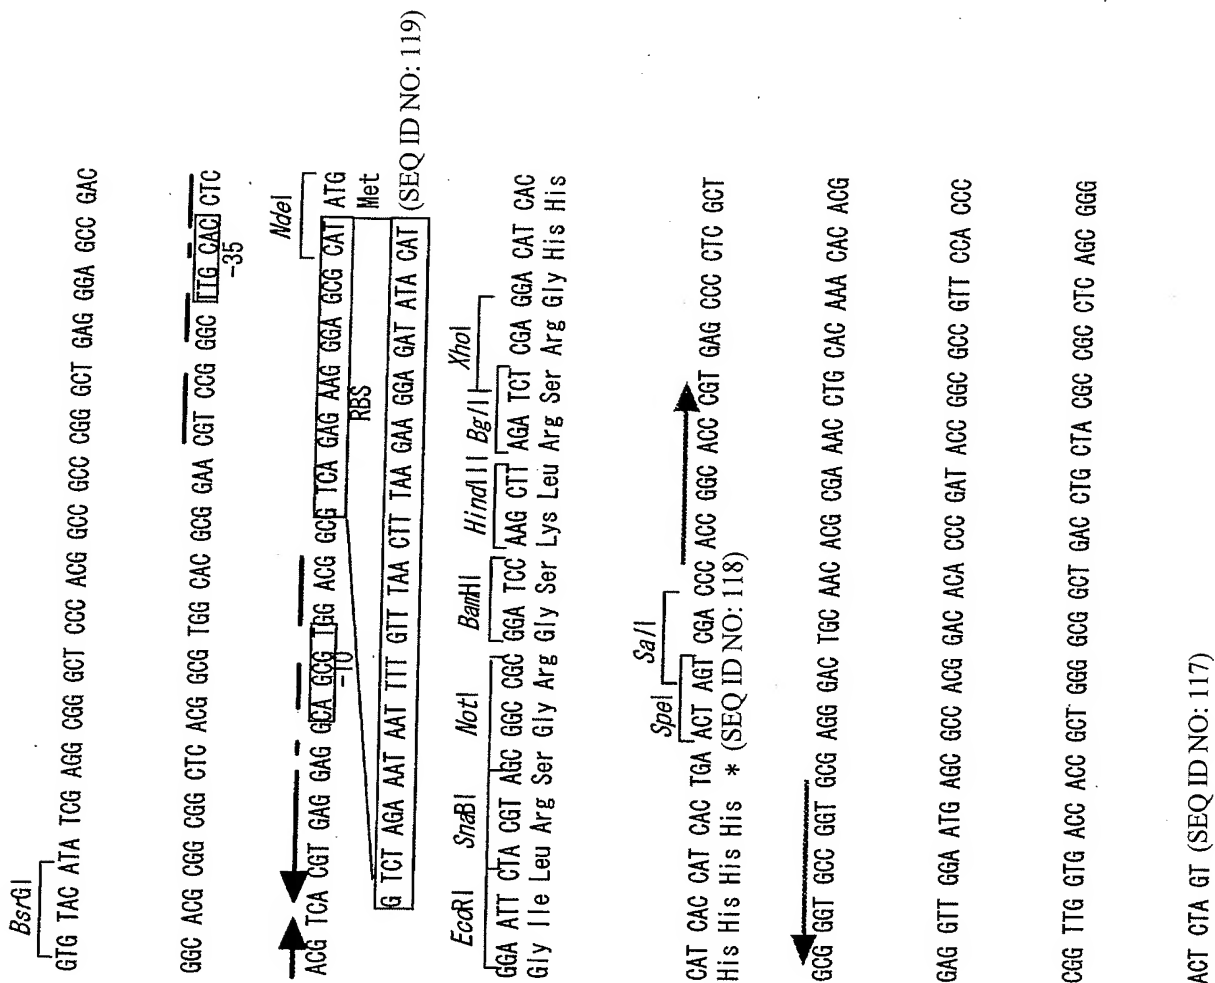 BsrGI
GTG TAC ATA TCG AGG CGG GCT CCC ACG GCC GCC CGG GCT GAG GGA GCC GAC
GGC ACG CGG CGG CTC ACG GCG TGG CAC GCG GAA CGT CCG GGC TTG CAC CTC
-35
NdeI
ACG TCA CGT GAG GAG GCA GCG TGG ACG GCG TCA GAG AAG GGA GCG CAT ATG
-10
RBS
Met
G TCT AGA AAT AAT TTT GTT TAA CTT TAA GAA GGA GAT ATA CAT
(SEQ ID NO: 119)
EcoRI SnaBI NotI BamHI HindIII BglII XhoI
GGA ATT CTA CGT AGC GGC CGC GGA TCC AAG CTT AGA TCT CGA GGA CAT CAC
Gly Ile Leu Arg Ser Gly Arg Gly Ser Lys Leu Arg Ser Arg Gly His His
SpeI SalI
CAT CAC CAT CAC TGA ACT AGT CGA CCC ACC GGC ACC CGT GAG CCC CTC GCT
His His His His * (SEQ ID NO: 118)
GCG GGT GCC GGT GCG AGG GAC TGC AAC ACG CGA AAC CTG CAC AAA CAC ACG
GAG GTT GGA ATG AGC GCC ACG GAC ACA CCC GAT ACC GGC GCC GTT CCA CCC
CGG TTG GTG ACC ACC GCT GGG GCG GCT GAC CTG CTA CGC CGC CTC AGC GGG
ACT CTA GT (SEQ ID NO: 117)